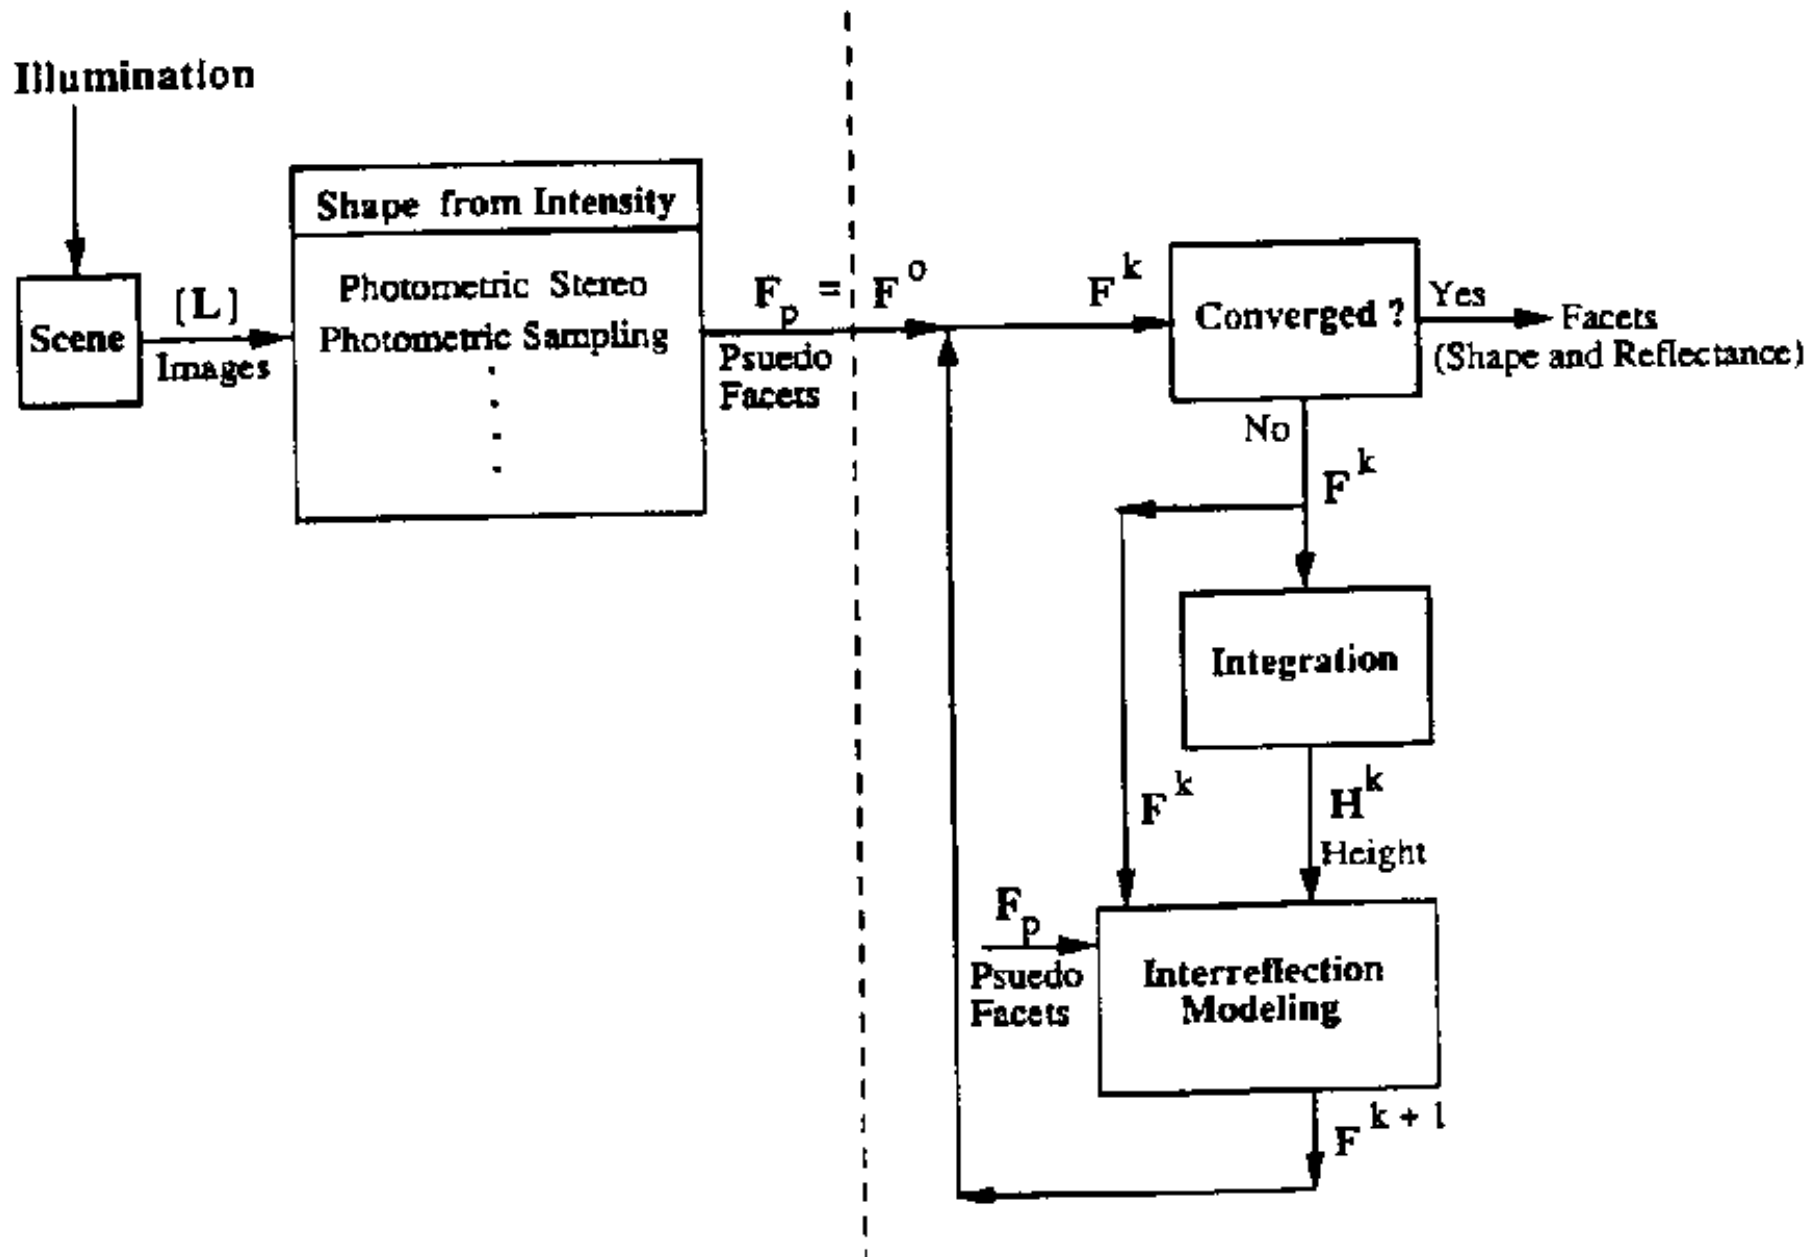 Illumination
Scene
[L]
Images
Shape from Intensity
Photometric Stereo
Photometric Sampling
F_p = F^o
Psuedo
Facets
F^k
Converged ?
Yes
Facets
(Shape and Reflectance)
No
F^k
Integration
F^k
H^k
Height
F_p
Psuedo
Facets
Interreflection
Modeling
F^k + 1